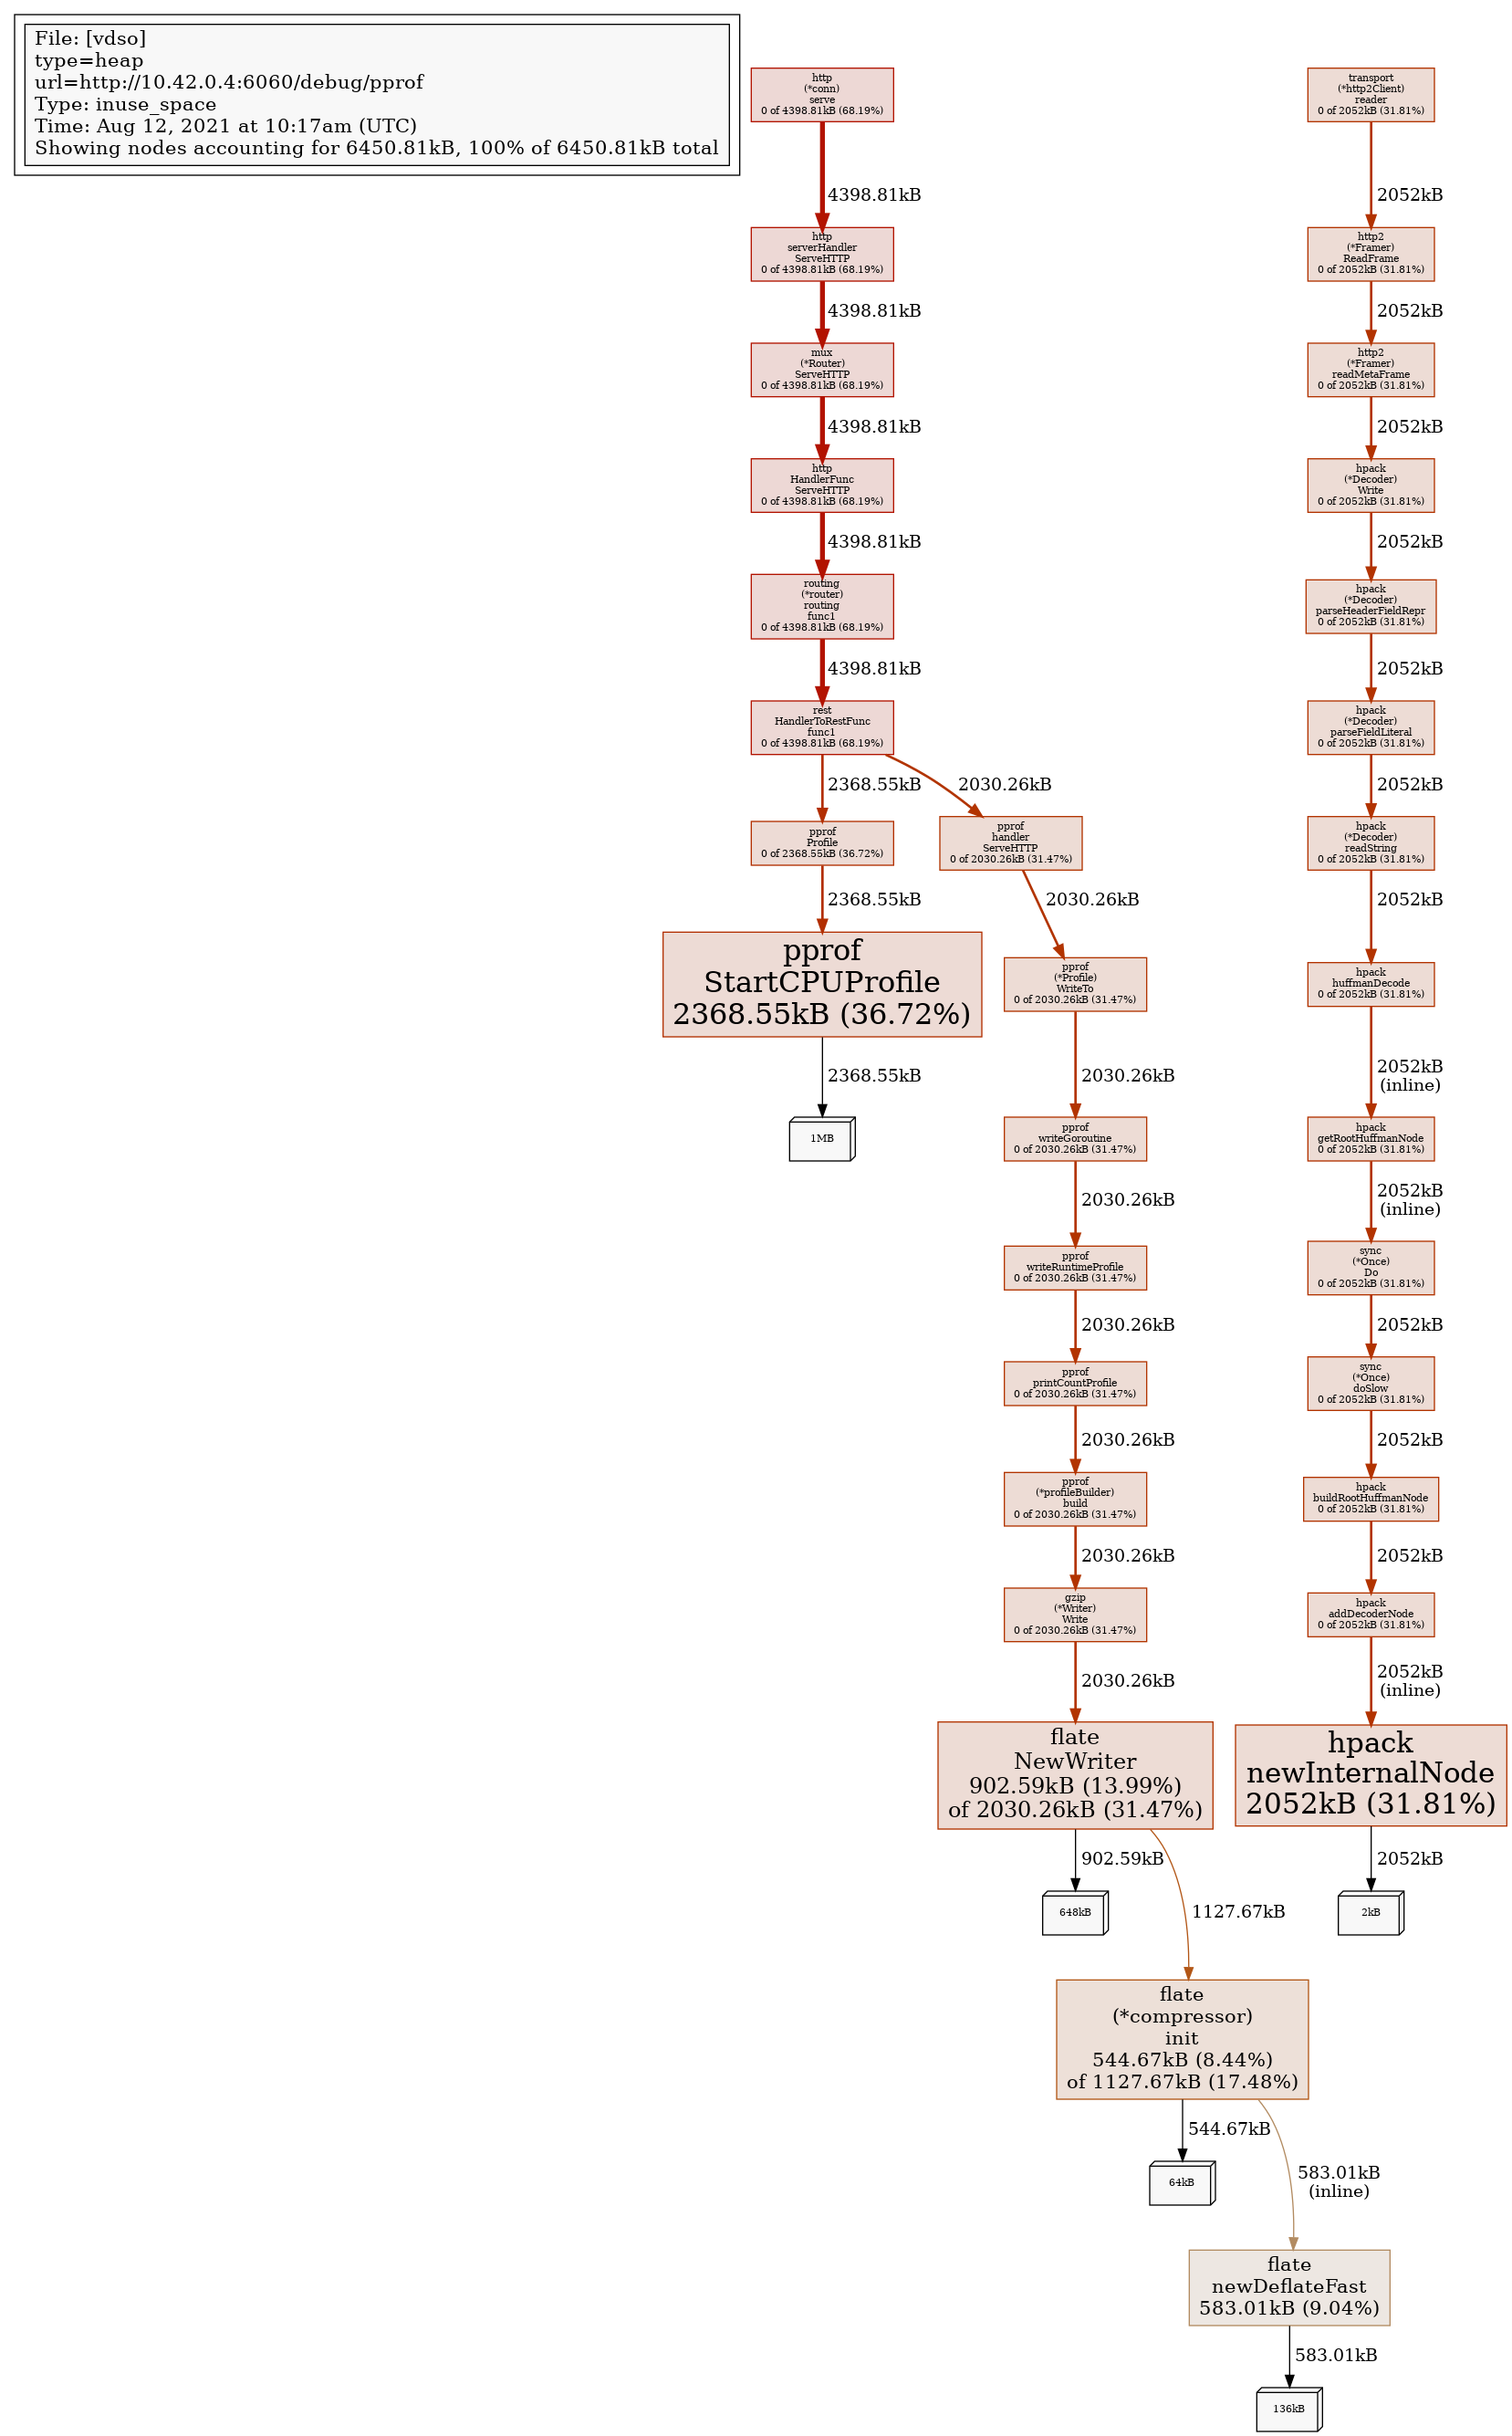 File: [vdso]
type=heap
url=http://10.42.0.4:6060/debug/pprof
Type: inuse_space
Time: Aug 12, 2021 at 10:17am (UTC)
Showing nodes accounting for 6450.81kB, 100% of 6450.81kB total
http
(*conn)
serve
0 of 4398.81kB (68.19%)
4398.81kB
http
serverHandler
ServeHTTP
0 of 4398.81kB (68.19%)
4398.81kB
mux
(*Router)
ServeHTTP
0 of 4398.81kB (68.19%)
4398.81kB
http
HandlerFunc
ServeHTTP
0 of 4398.81kB (68.19%)
4398.81kB
routing
(*router)
routing
func1
0 of 4398.81kB (68.19%)
4398.81kB
rest
HandlerToRestFunc
func1
0 of 4398.81kB (68.19%)
2368.55kB
pprof
Profile
0 of 2368.55kB (36.72%)
2368.55kB
pprof
StartCPUProfile
2368.55kB (36.72%)
2368.55kB
1MB
2030.26kB
pprof
handler
ServeHTTP
0 of 2030.26kB (31.47%)
2030.26kB
pprof
(*Profile)
WriteTo
0 of 2030.26kB (31.47%)
2030.26kB
pprof
writeGoroutine
0 of 2030.26kB (31.47%)
2030.26kB
pprof
writeRuntimeProfile
0 of 2030.26kB (31.47%)
2030.26kB
pprof
printCountProfile
0 of 2030.26kB (31.47%)
2030.26kB
pprof
(*profileBuilder)
build
0 of 2030.26kB (31.47%)
2030.26kB
gzip
(*Writer)
Write
0 of 2030.26kB (31.47%)
2030.26kB
flate
NewWriter
902.59kB (13.99%)
of 2030.26kB (31.47%)
902.59kB
648kB
1127.67kB
flate
(*compressor)
init
544.67kB (8.44%)
of 1127.67kB (17.48%)
544.67kB
64kB
583.01kB
(inline)
flate
newDeflateFast
583.01kB (9.04%)
583.01kB
136kB
transport
(*http2Client)
reader
0 of 2052kB (31.81%)
2052kB
http2
(*Framer)
ReadFrame
0 of 2052kB (31.81%)
2052kB
http2
(*Framer)
readMetaFrame
0 of 2052kB (31.81%)
2052kB
hpack
(*Decoder)
Write
0 of 2052kB (31.81%)
2052kB
hpack
(*Decoder)
parseHeaderFieldRepr
0 of 2052kB (31.81%)
2052kB
hpack
(*Decoder)
parseFieldLiteral
0 of 2052kB (31.81%)
2052kB
hpack
(*Decoder)
readString
0 of 2052kB (31.81%)
2052kB
hpack
huffmanDecode
0 of 2052kB (31.81%)
2052kB
(inline)
hpack
getRootHuffmanNode
0 of 2052kB (31.81%)
2052kB
(inline)
sync
(*Once)
Do
0 of 2052kB (31.81%)
2052kB
sync
(*Once)
doSlow
0 of 2052kB (31.81%)
2052kB
hpack
buildRootHuffmanNode
0 of 2052kB (31.81%)
2052kB
hpack
addDecoderNode
0 of 2052kB (31.81%)
2052kB
(inline)
hpack
newInternalNode
2052kB (31.81%)
2052kB
2kB